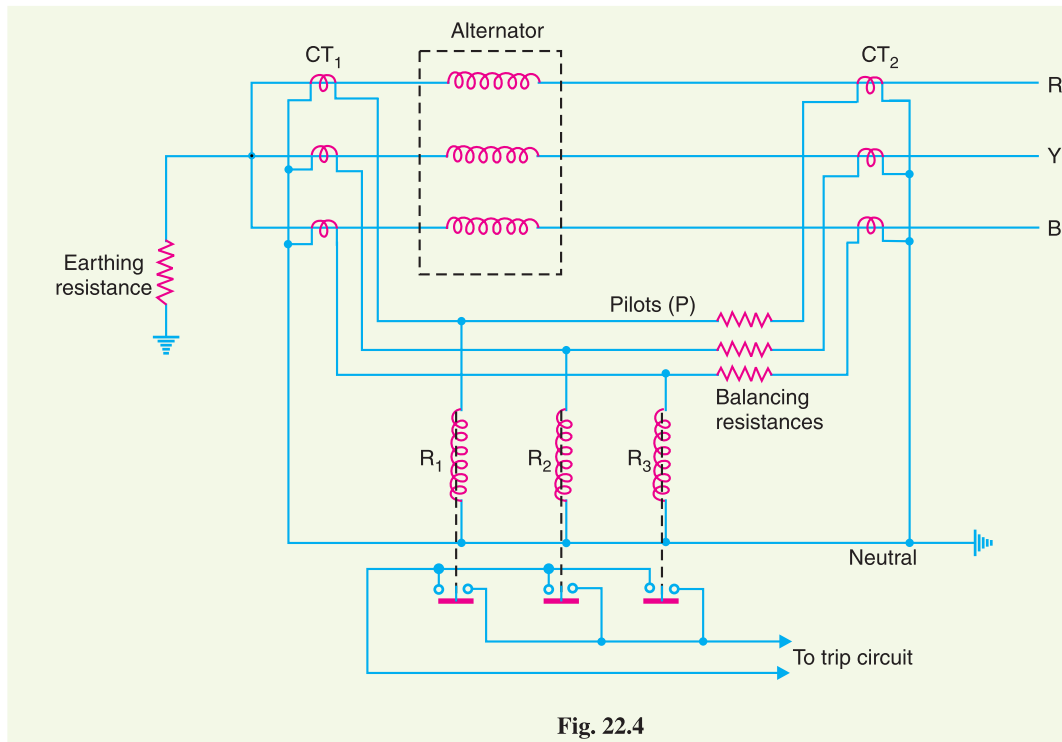 Alternator
CT1
CT2
R
Y
B
Earthing
resistance
Pilots (P)
Balancing
resistances
R1
R2
R3
Neutral
To trip circuit
Fig. 22.4